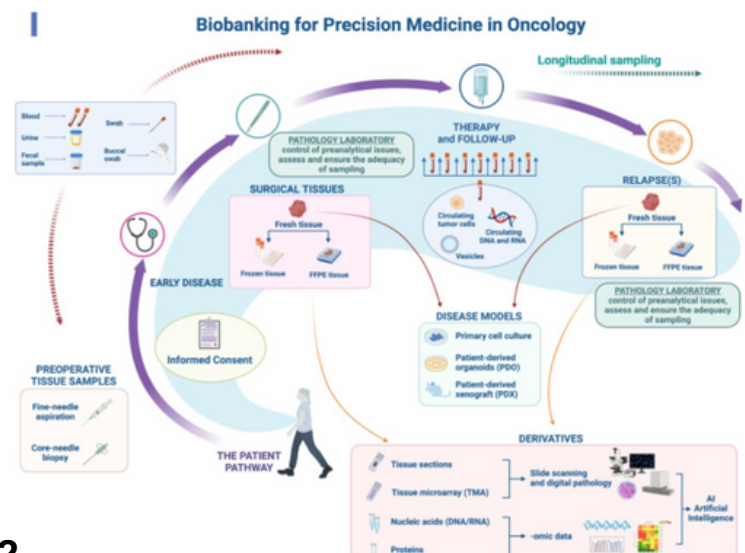 I
Biobanking for Precision Medicine in Oncology
Longitudinal sampling
Blood
Urine
Fecal
sample
Swab
Buccal
swab
PATHOLOGY LABORATORY
control of preanalytical issues,
assess and ensure the adequacy
of sampling
THERAPY
and FOLLOW-UP
SURGICAL TISSUES
Fresh tissue
Frozen tissue
FFPE tissue
Circulating
tumor cells
Circulating
DNA and RNA
Vesicles
RELAPSE(S)
Fresh tissue
Frozen tissue
FFPE tissue
PATHOLOGY LABORATORY
control of preanalytical issues,
assess and ensure the adequacy
of sampling
EARLY DISEASE
Informed Consent
DISEASE MODELS
Primary cell culture
Patient-derived
organoids (PDO)
Patient-derived
xenograft (PDX)
PREOPERATIVE
TISSUE SAMPLES
Fine-needle
aspiration
Core-needle
biopsy
THE PATIENT
PATHWAY
DERIVATIVES
Tissue sections
Tissue microarray (TMA)
Slide scanning
and digital pathology
Nucleic acids (DNA/RNA)
Proteins
-omic data
AI
Artificial
Intelligence